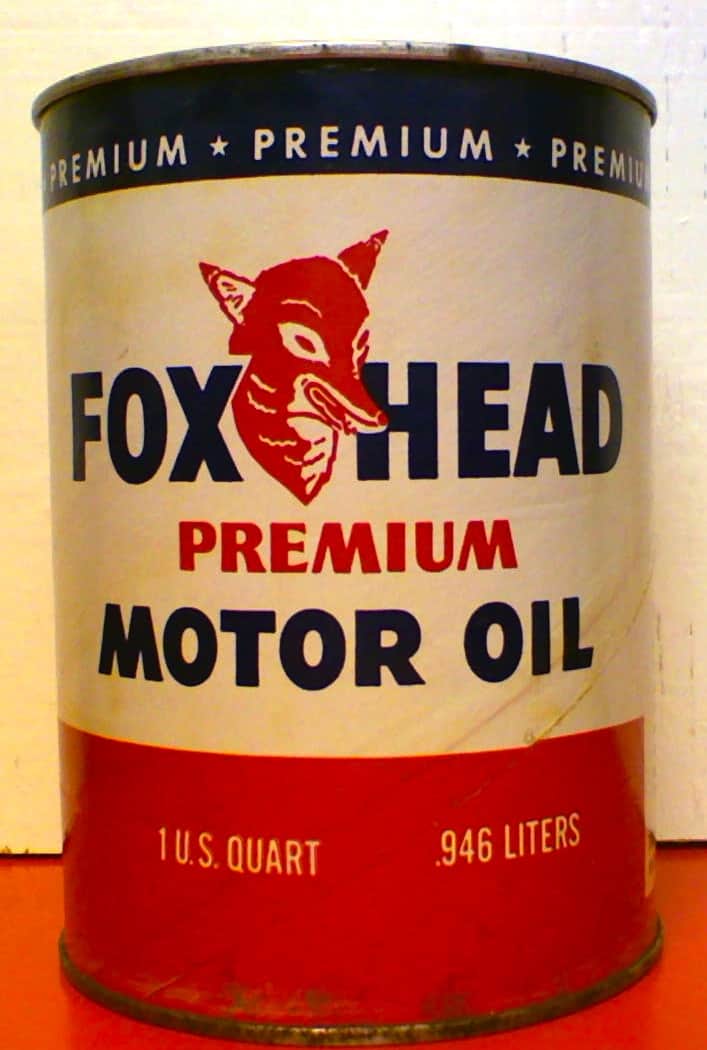 PREMIUM ★ PREMIUM ★ PREMIU
FOX HEAD
PREMIUM
MOTOR OIL
1 U.S. QUART .946 LITERS